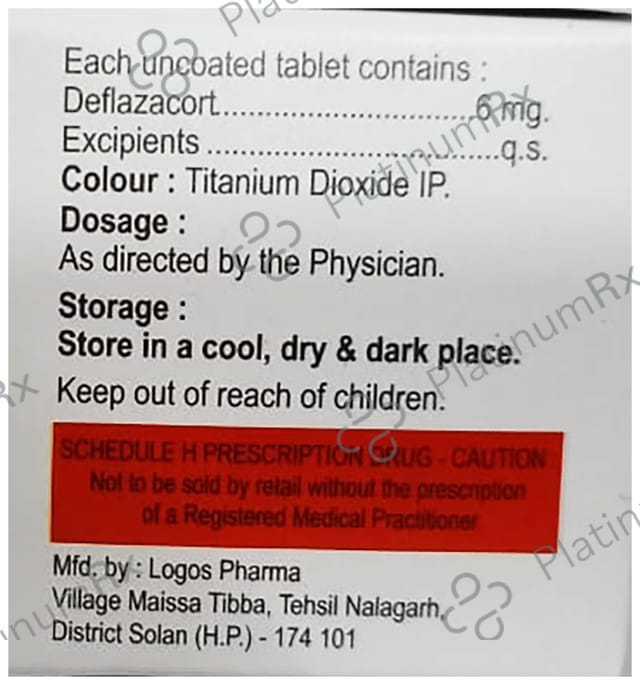 Each uncoated tablet contains :
Deflazacort..............................6 mg.
Excipients ..................................q.s.
Colour : Titanium Dioxide IP.
Dosage :
As directed by the Physician.
Storage :
Store in a cool, dry & dark place.
Keep out of reach of children.
SCHEDULE H PRESCRIPTION DRUG - CAUTION
Not to be sold by retail without the prescription
of a Registered Medical Practitioner
Mfd. by : Logos Pharma
Village Maissa Tibba, Tehsil Nalagarh,
District Solan (H.P.) - 174 101
PlatinumRx
PlatinumRx
PlatinumRx